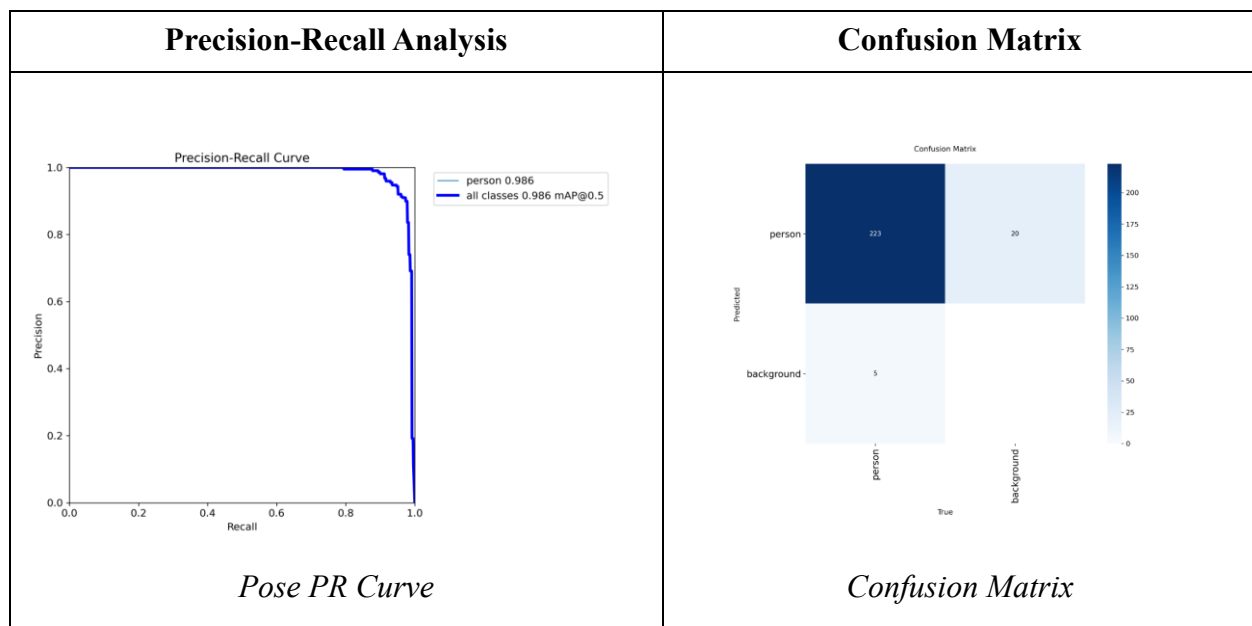 Precision-Recall Analysis
Confusion Matrix
Precision-Recall Curve
1.0
0.8
0.6
0.4
0.2
0.0
Precision
0.0 0.2 0.4 0.6 0.8 1.0
Recall
person 0.986
all classes 0.986 mAP@0.5
Pose PR Curve
Confusion Matrix
person
background
Predicted
223
20
5
person
background
True
200
175
150
125
100
75
50
25
0
Confusion Matrix